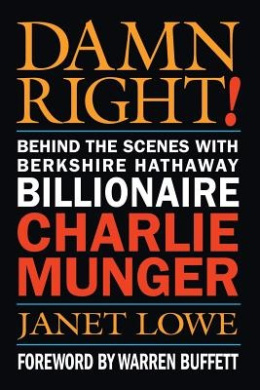 DAMN
RIGHT!
BEHIND THE SCENES WITH
BERKSHIRE HATHAWAY
BILLIONAIRE
CHARLIE
MUNGER
JANET LOWE
FOREWORD BY WARREN BUFFETT